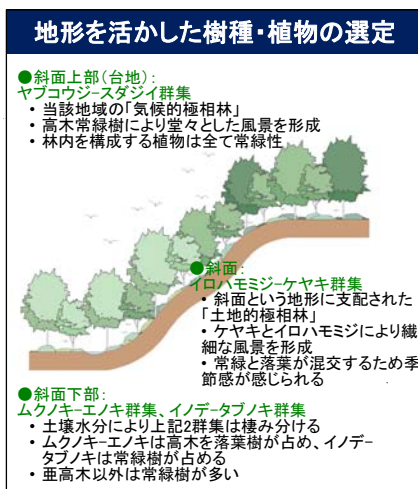 地形を活かした樹種・植物の選定
●斜面上部(台地):
ヤブコウジ-スダジイ群集
• 当該地域の「気候的極相林」
• 高木常緑樹により堂々とした風景を形成
• 林内を構成する植物は全て常緑性
●斜面:
イロハモミジ-ケヤキ群集
• 斜面という地形に支配された
「土地的極相林」
• ケヤキとイロハモミジにより繊
細な風景を形成
• 常緑と落葉が混交するため季
節感が感じられる
●斜面下部:
ムクノキ-エノキ群集、イノデ-タブノキ群集
• 土壌水分により上記2群集は棲み分ける
• ムクノキ-エノキは高木を落葉樹が占め、イノデ-
タブノキは常緑樹が占める
• 亜高木以外は常緑樹が多い